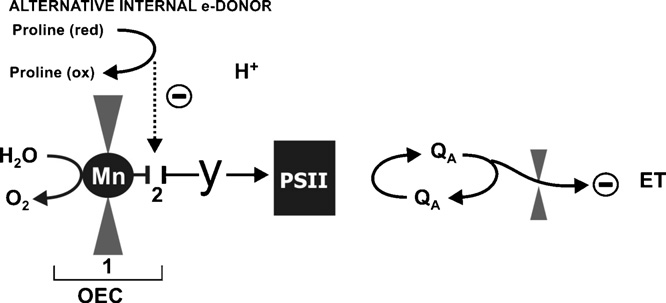 ALTERNATIVE INTERNAL e-DONOR
Proline (red)
Proline (ox)
H+
H2O
Mn
2
y
PSII
QA
QA
ET
O2
1
OEC